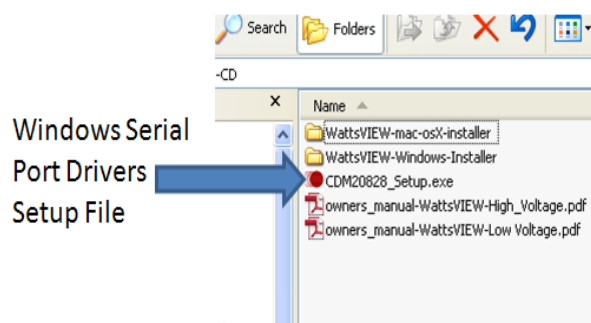 Search
Folders
-CD
x
Name
Windows Serial
Port Drivers
Setup File
WattsVIEW-mac-osX-installer
WattsVIEW-Windows-Installer
CDM20828_Setup.exe
owners_manual-WattsVIEW-High_Voltage.pdf
owners_manual-WattsVIEW-Low Voltage.pdf